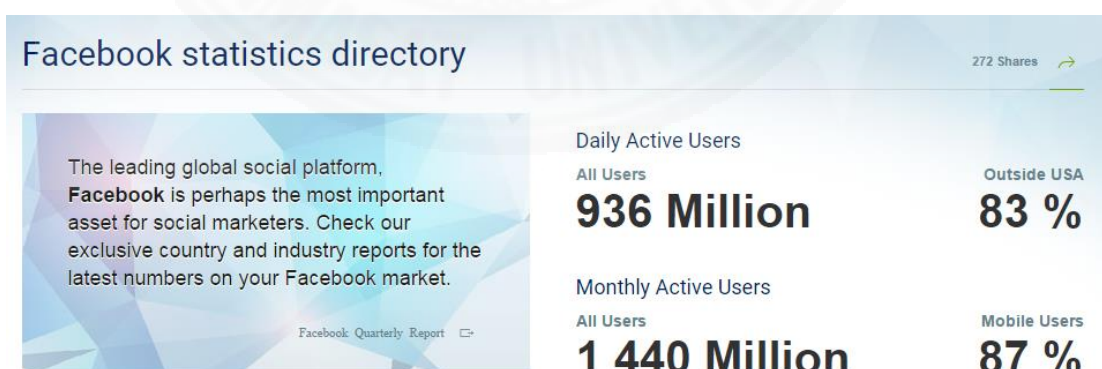 Facebook statistics directory
272 Shares
The leading global social platform,
Facebook is perhaps the most important
asset for social marketers. Check our
exclusive country and industry reports for the
latest numbers on your Facebook market.
Facebook Quarterly Report
Daily Active Users
All Users
Outside USA
936 Million
83 %
Monthly Active Users
All Users
Mobile Users
1 440 Million
87 %